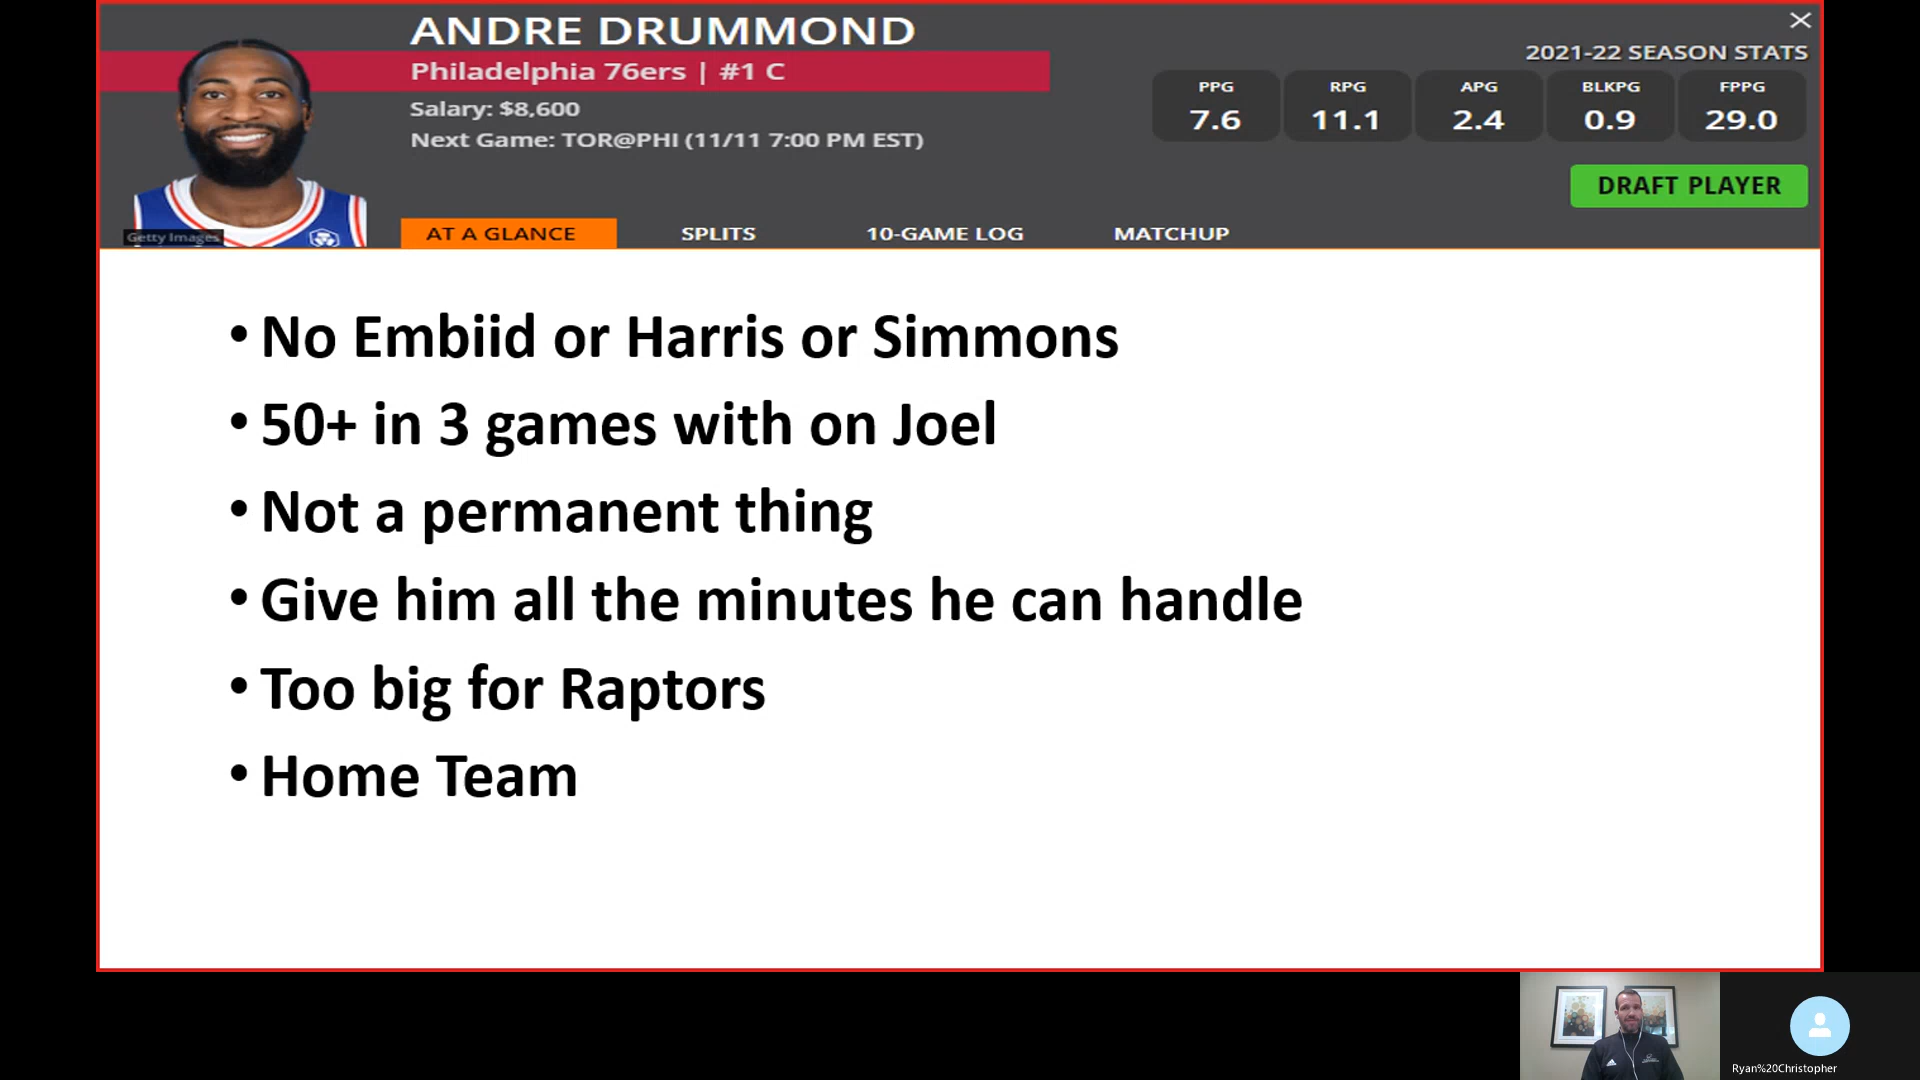 ANDRE DRUMMOND
Philadelphia 76ers | #1 C
Salary: $8,600
Next Game: TOR@PHI (11/11 7:00 PM EST)
2021-22 SEASON STATS
PPG RPG APG BLKPG FPPG
7.6 11.1 2.4 0.9 29.0
DRAFT PLAYER
Getty Images
AT A GLANCE SPLITS 10-GAME LOG MATCHUP
• No Embiid or Harris or Simmons
• 50+ in 3 games with on Joel
• Not a permanent thing
• Give him all the minutes he can handle
• Too big for Raptors
• Home Team
Ryan%20Christopher